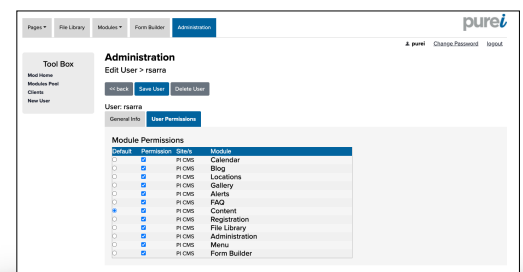 Pages File Library Modules Form Builder Administration
purei
purei Change Password logout
Tool Box
Mod Home
Modules Pool
Clients
New User
Administration
Edit User > rsarra
<< back Save User Delete User
User: rsarra
General Info User Permissions
Module Permissions
Default Permission Site/s Module
PI CMS Calendar
PI CMS Blog
PI CMS Locations
PI CMS Gallery
PI CMS Alerts
PI CMS FAQ
PI CMS Content
PI CMS Registration
PI CMS File Library
PI CMS Administration
PI CMS Menu
PI CMS Form Builder